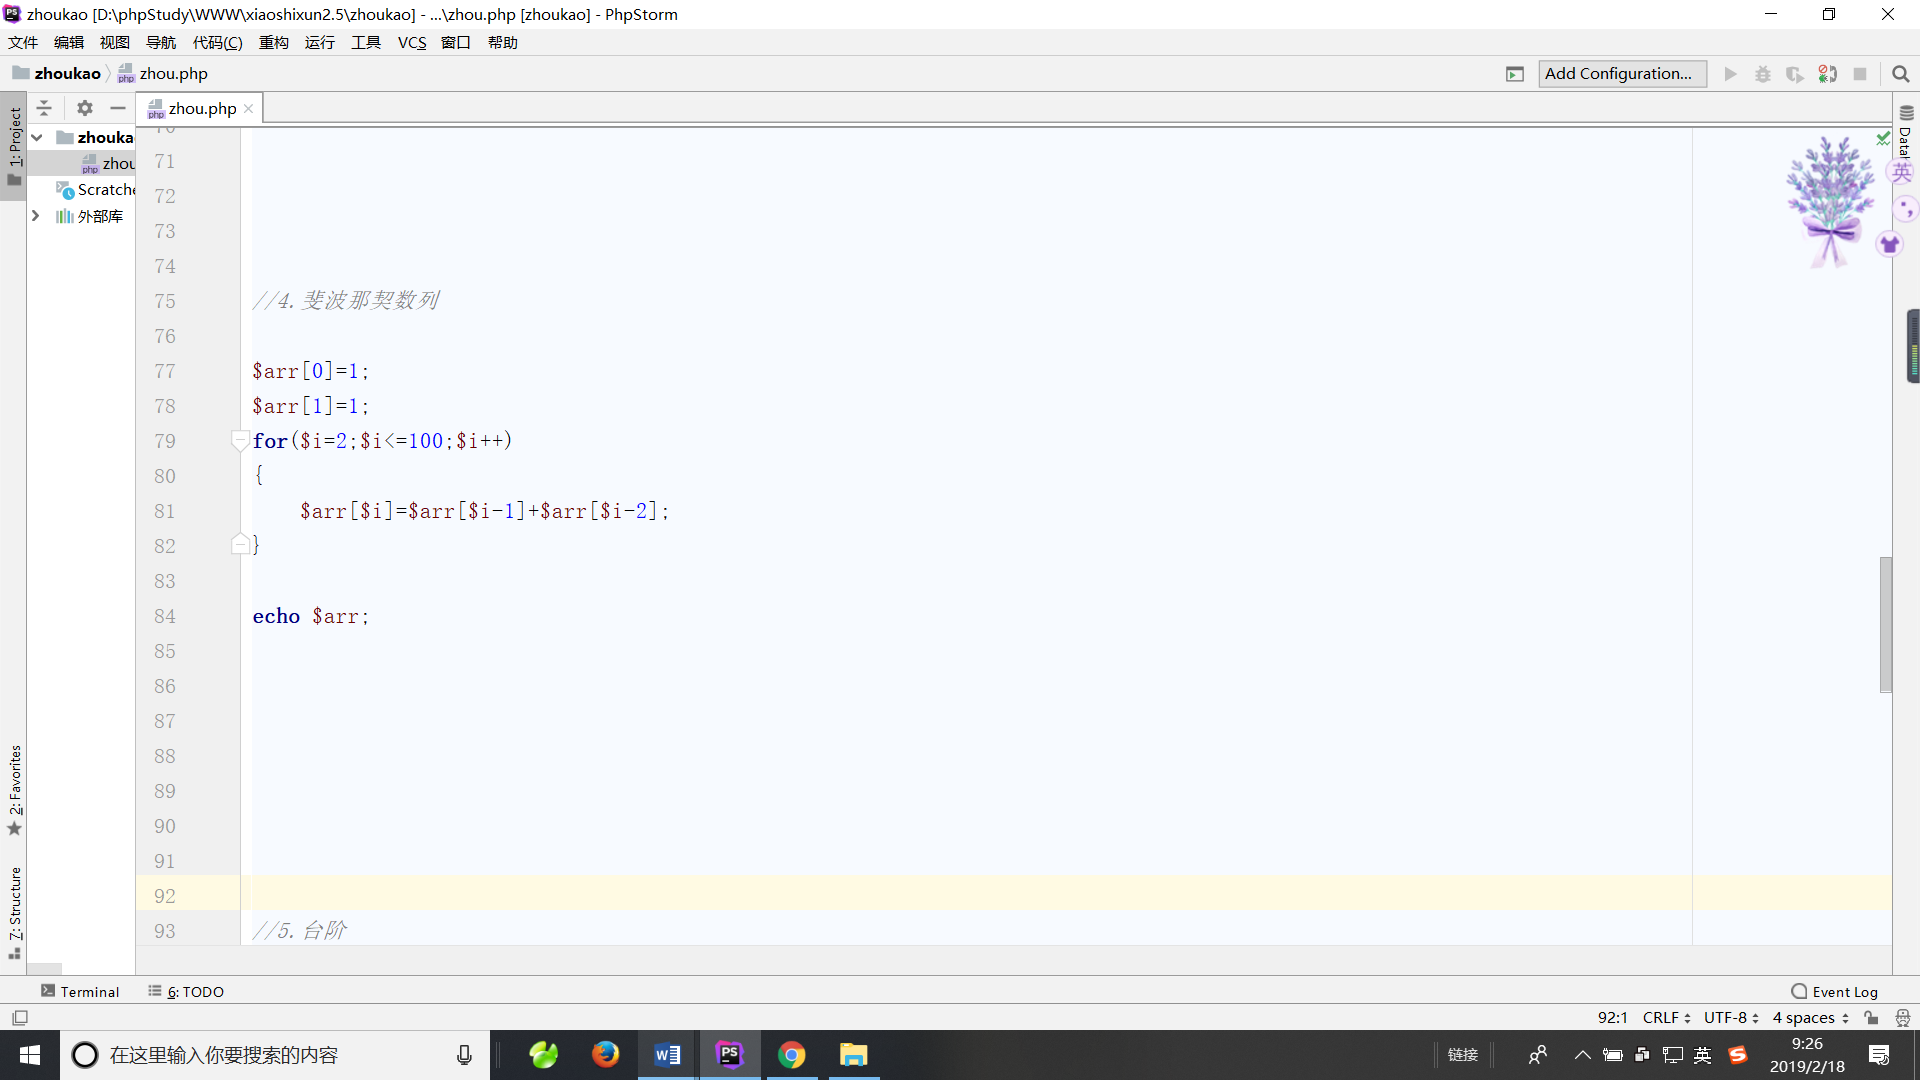 zhoukao [D:\phpStudy\WWW\xiaoshixun2.5\zhoukao] - ...\zhou.php [zhoukao] - PhpStorm
文件 编辑 视图 导航 代码(C) 重构 运行 工具 VCS 窗口 帮助
zhoukao zhou.php Add Configuration...
1: Project
zhou.php
zhouka
zhou
Scratche
外部库
71
72
73
74
75 //4.斐波那契数列
76
77 $arr[0]=1;
78 $arr[1]=1;
79 for($i=2;$i<=100;$i++)
80 {
81 $arr[$i]=$arr[$i-1]+$arr[$i-2];
82 }
83
84 echo $arr;
85
86
87
88
89
90
91
92
93 //5.台阶
英
2: Favorites
7: Structure
Terminal 6: TODO Event Log
92:1 CRLF UTF-8 4 spaces
在这里输入你要搜索的内容
链接
英
9:26
2019/2/18